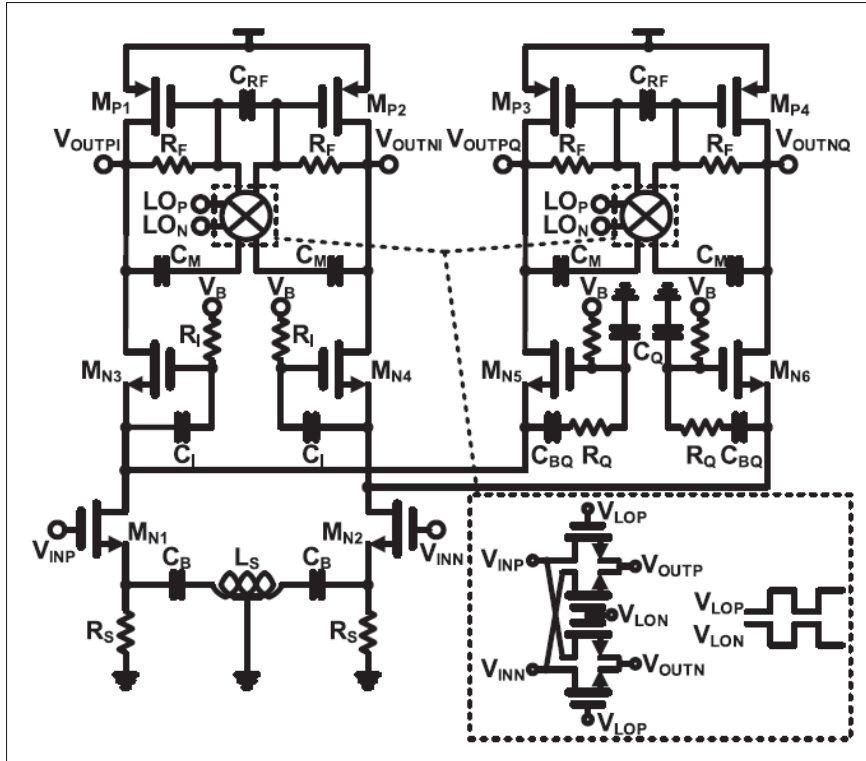 C_RF C_RF
M_P1 M_P2 M_P3 M_P4
V_OUTPI R_F R_F V_OUTNI V_OUTPQ R_F R_F V_OUTNQ
LO_P LO_P
LO_N LO_N
C_M C_M C_M C_M
V_B V_B V_B V_B
R_I R_I
M_N3 M_N4 M_N5 C_Q M_N6
C_I C_I C_BQ R_Q R_Q C_BQ
M_N1 M_N2
V_INP C_B L_S C_B V_INN
R_S R_S
V_LOP
V_INP V_OUTP
V_LON V_LOP
V_LON
V_INN V_OUTN
V_LOP